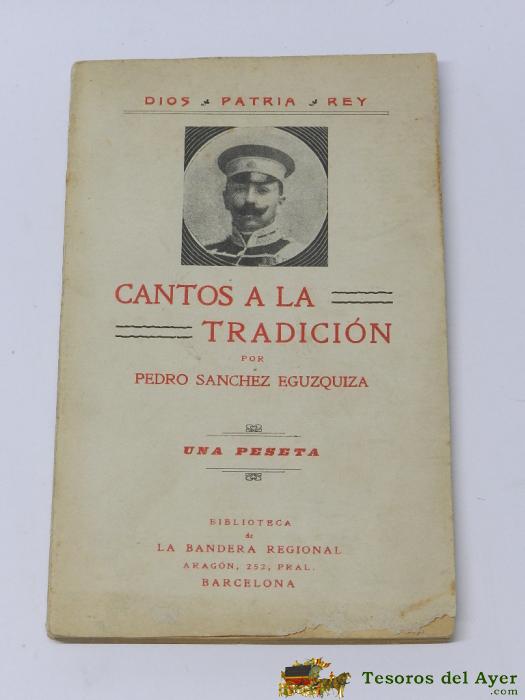 DIOS PATRIA REY
CANTOS A LA
TRADICIÓN
POR
PEDRO SANCHEZ EGUZQUIZA
UNA PESETA
BIBLIOTECA
de
LA BANDERA REGIONAL
ARAGÓN, 252, PRAL.
BARCELONA
Tesoros del Ayer
.com